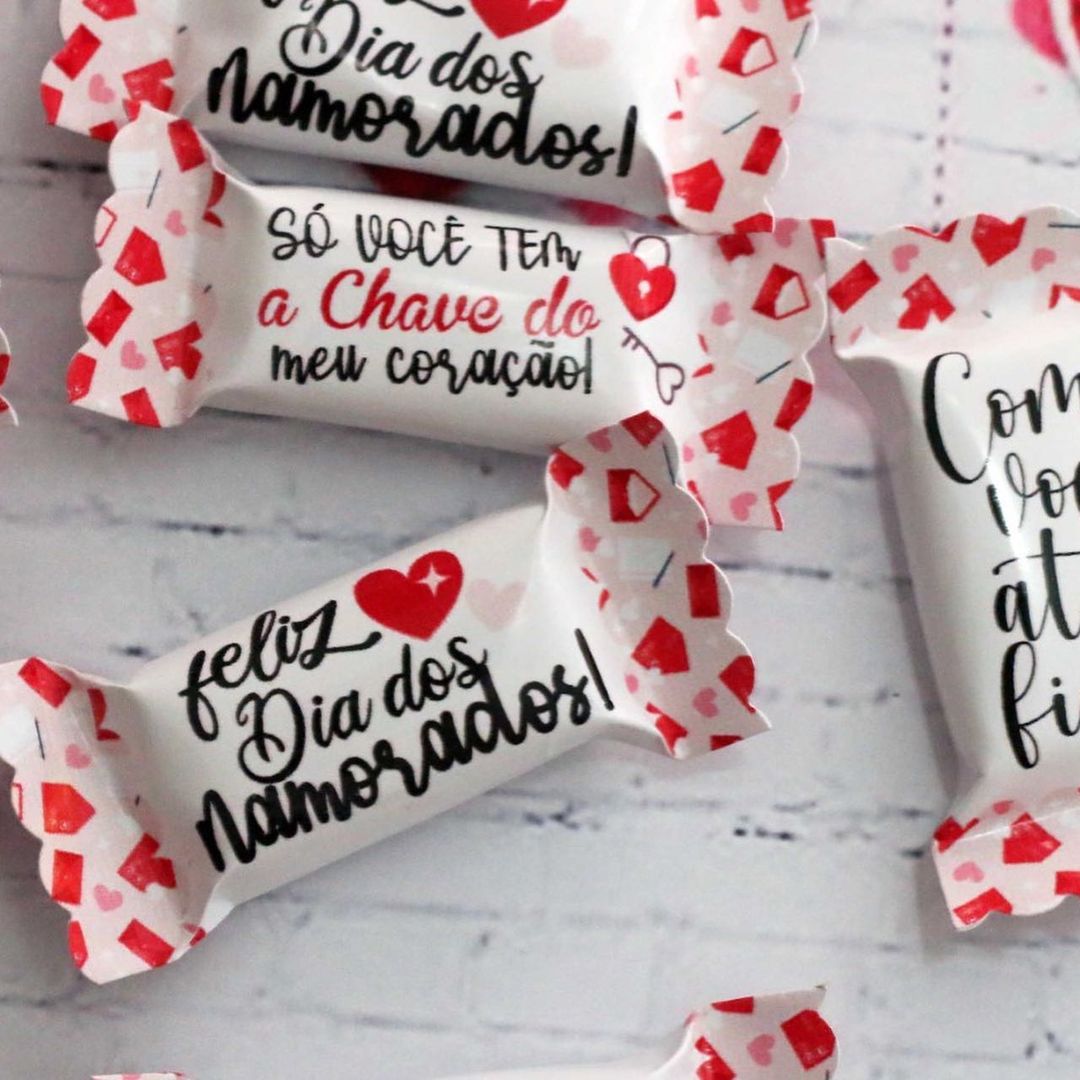 Dia dos
Namorados!
SÓ VOCÊ TEM
a Chave do
meu coração!
feliz
Dia dos
Namorados!